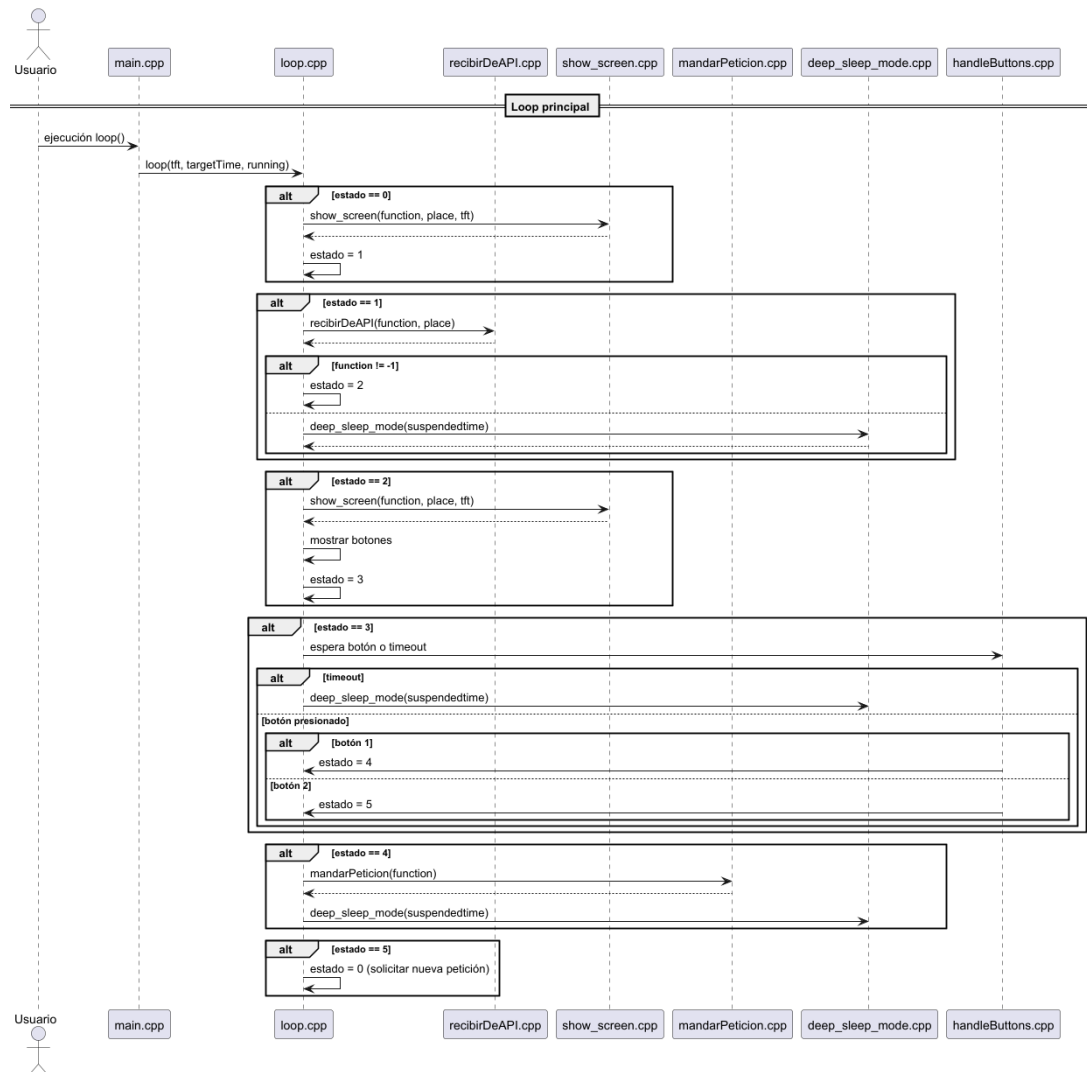 Usuario
main.cpp
loop.cpp
recibirDeAPI.cpp
show_screen.cpp
mandarPeticion.cpp
deep_sleep_mode.cpp
handleButtons.cpp
Loop principal
ejecución loop()
loop(tft, targetTime, running)
alt [estado == 0]
show_screen(function, place, tft)
estado = 1
alt [estado == 1]
recibirDeAPI(function, place)
alt [function != -1]
estado = 2
deep_sleep_mode(suspendedtime)
alt [estado == 2]
show_screen(function, place, tft)
mostrar botones
estado = 3
alt [estado == 3]
espera botón o timeout
alt [timeout]
deep_sleep_mode(suspendedtime)
[botón presionado]
alt [botón 1]
estado = 4
[botón 2]
estado = 5
alt [estado == 4]
mandarPeticion(function)
deep_sleep_mode(suspendedtime)
alt [estado == 5]
estado = 0 (solicitar nueva petición)
Usuario
main.cpp
loop.cpp
recibirDeAPI.cpp
show_screen.cpp
mandarPeticion.cpp
deep_sleep_mode.cpp
handleButtons.cpp